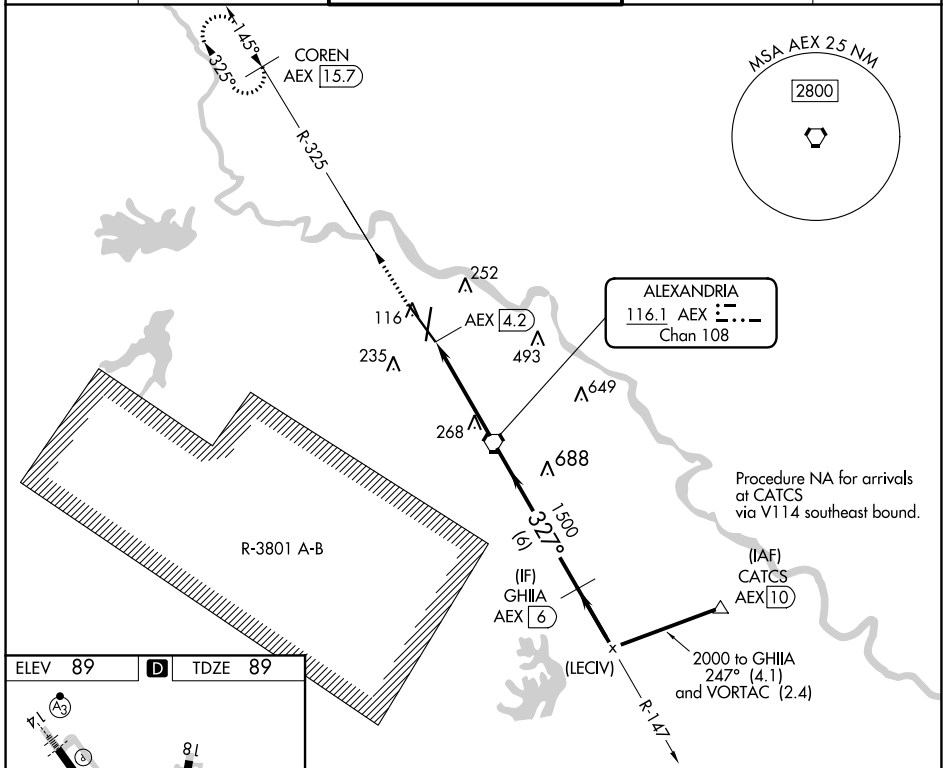 145°
325°
COREN
AEX 15.7
R-325
MSA AEX 25 NM
2800
252
116
AEX 4.2
235
493
ALEXANDRIA
116.1 AEX
Chan 108
649
268
688
1500
327°
(6)
Procedure NA for arrivals
at CATCS
via V114 southeast bound.
R-3801 A-B
(IF)
GHIIA
AEX 6
(IAF)
CATCS
AEX 10
(LECIV)
2000 to GHIIA
247° (4.1)
and VORTAC (2.4)
R-147
ELEV 89
D
TDZE 89
A3
14
P
18